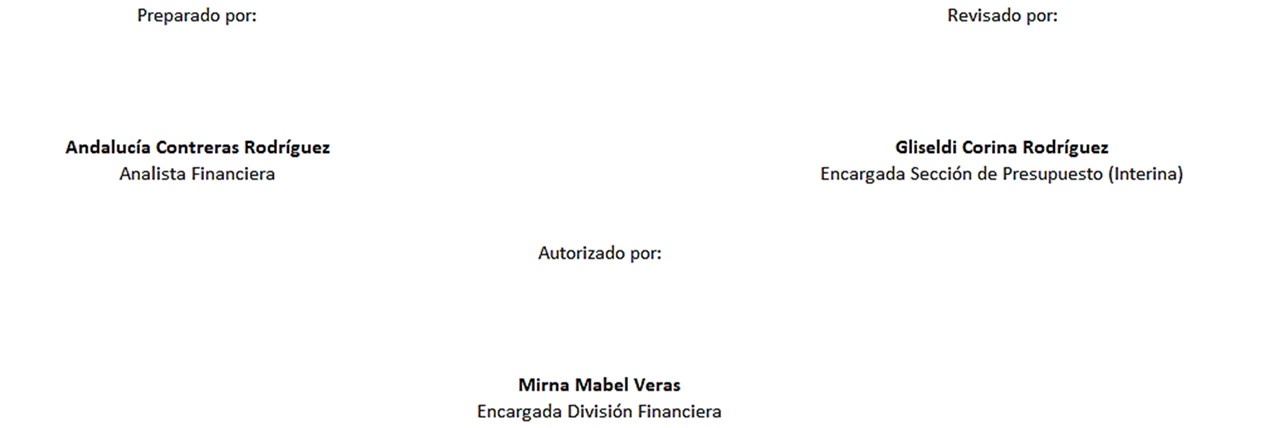 Preparado por:
Revisado por:
Andalucía Contreras Rodríguez
Gliseldi Corina Rodríguez
Analista Financiera
Encargada Sección de Presupuesto (Interina)
Autorizado por:
Mirna Mabel Veras
Encargada División Financiera